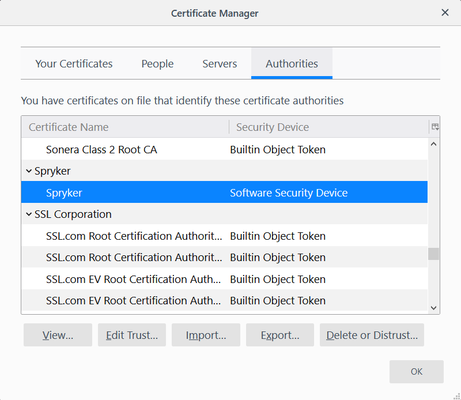 Certificate Manager
Your Certificates People Servers Authorities
You have certificates on file that identify these certificate authorities
Certificate Name Security Device
Sonera Class 2 Root CA Builtin Object Token
Spryker
Spryker Software Security Device
SSL Corporation
SSL.com Root Certification Authorit... Builtin Object Token
SSL.com Root Certification Authorit... Builtin Object Token
SSL.com EV Root Certification Auth... Builtin Object Token
SSL.com EV Root Certification Auth... Builtin Object Token
View... Edit Trust... Import... Export... Delete or Distrust...
OK